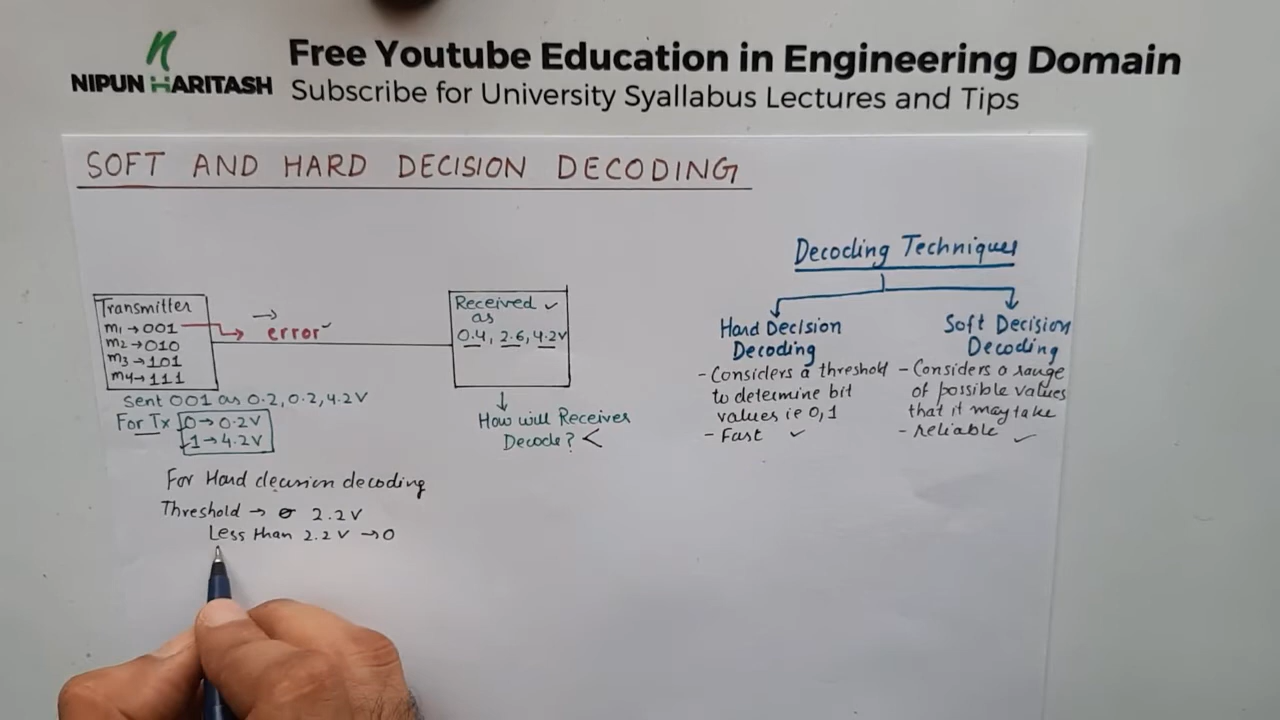 n
NIPUN HARITASH
Free Youtube Education in Engineering Domain
Subscribe for University Syallabus Lectures and Tips
SOFT AND HARD DECISION DECODING
Transmitter
m1 → 001
m2 → 010
m3 → 101
m4 → 111
→
error ✓
Received ✓
as
0.4, 2.6, 4.2V
Sent 001 as 0.2, 0.2, 4.2V
For Tx 0 → 0.2V
1 → 4.2V
How will Receivers
Decode? <
Decoding Techniques
Hard Decision
Decoding
- Considers a threshold
to determine bit
values ie 0, 1
- Fast ✓
Soft Decision
Decoding
- Considers a range
of possible values
that it may take
- reliable ✓
For Hard decision decoding
Threshold → 2.2V
Less than 2.2V → 0